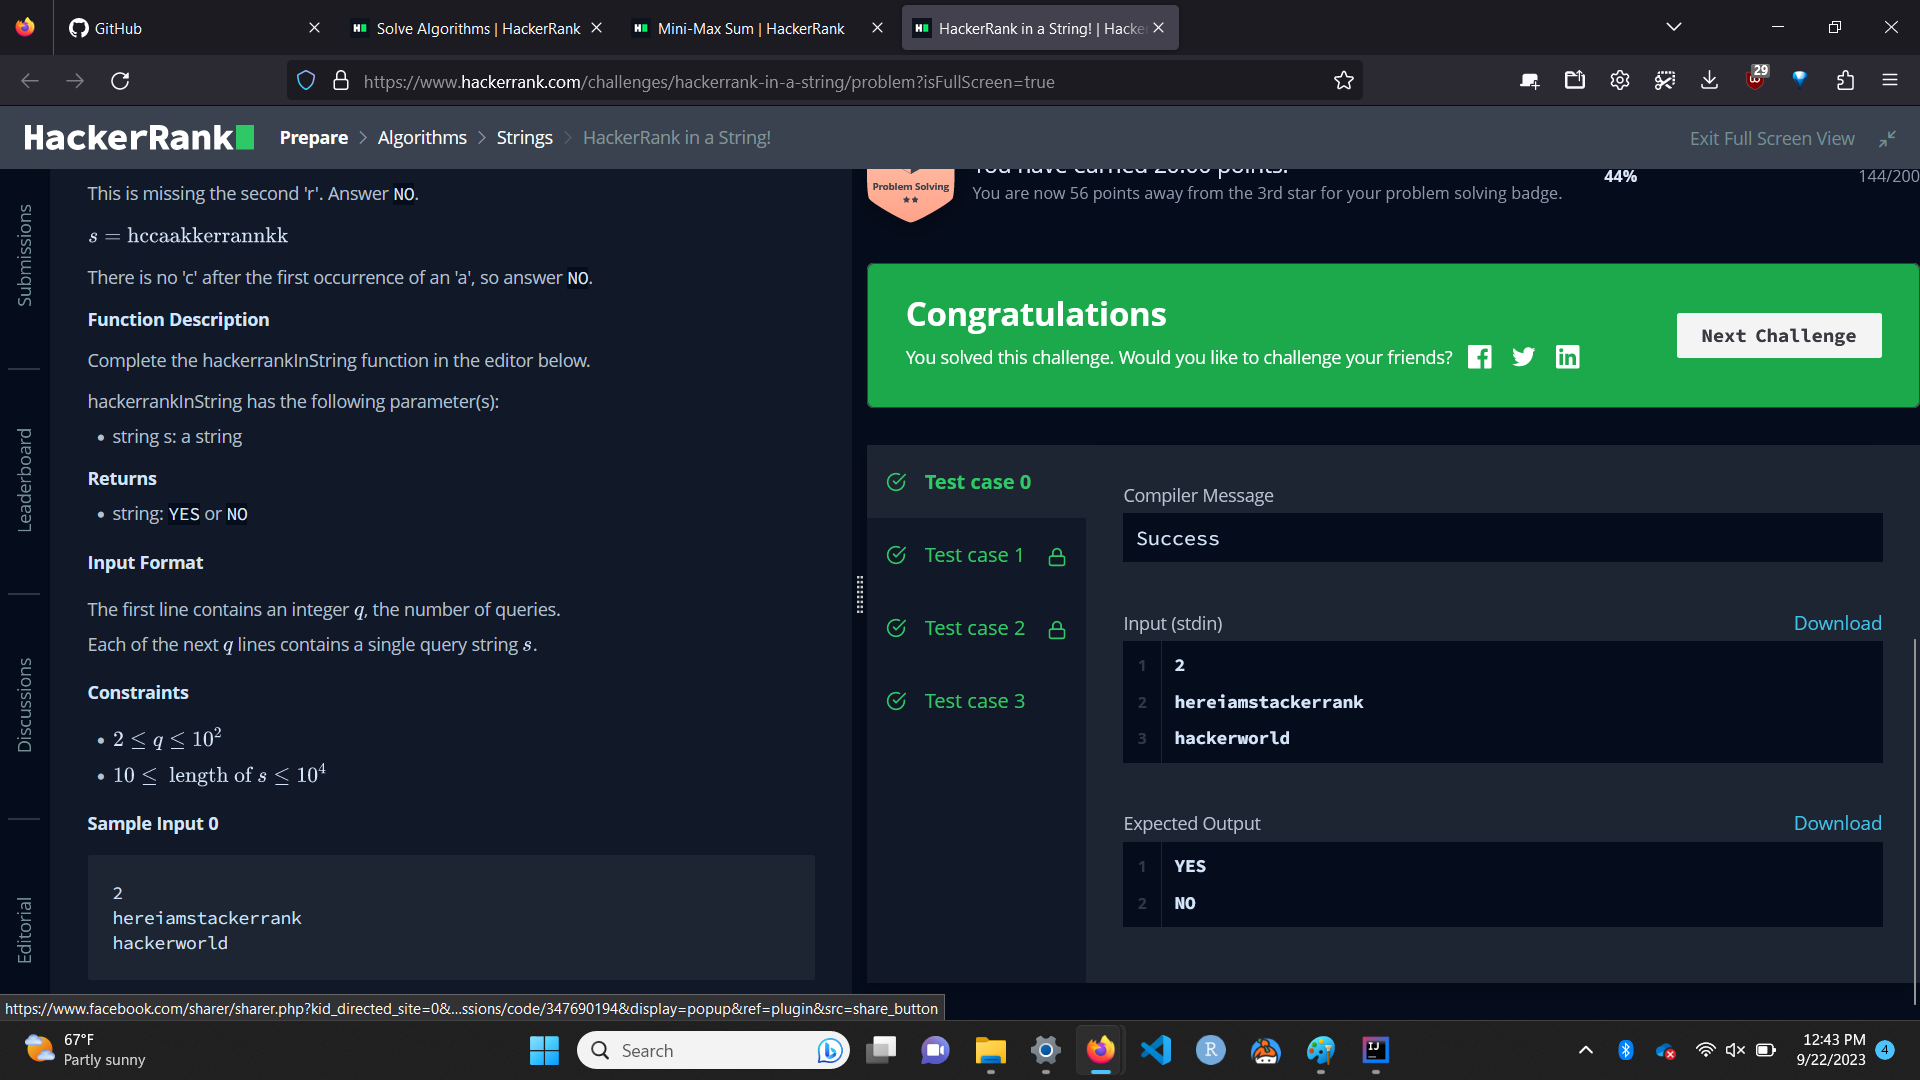 GitHub
Solve Algorithms | HackerRank
Mini-Max Sum | HackerRank
HackerRank in a String! | Hacke
https://www.hackerrank.com/challenges/hackerrank-in-a-string/problem?isFullScreen=true
29
HackerRank
Prepare > Algorithms > Strings > HackerRank in a String!
Exit Full Screen View
Submissions
Leaderboard
Discussions
Editorial
This is missing the second 'r'. Answer NO.
s = hccaakkerrannkk
There is no 'c' after the first occurrence of an 'a', so answer NO.
Function Description
Complete the hackerrankInString function in the editor below.
hackerrankInString has the following parameter(s):
• string s: a string
Returns
• string: YES or NO
Input Format
The first line contains an integer q, the number of queries.
Each of the next q lines contains a single query string s.
Constraints
• 2 ≤ q ≤ 10²
• 10 ≤ length of s ≤ 10⁴
Sample Input 0
2
hereiamstackerrank
hackerworld
Problem Solving
You have earned 20.00 points!
You are now 56 points away from the 3rd star for your problem solving badge.
44%
144/200
Congratulations
You solved this challenge. Would you like to challenge your friends?
Next Challenge
Test case 0
Test case 1
Test case 2
Test case 3
Compiler Message
Success
Input (stdin)
Download
1 2
2 hereiamstackerrank
3 hackerworld
Expected Output
Download
1 YES
2 NO
https://www.facebook.com/sharer/sharer.php?kid_directed_site=0&...ssions/code/347690194&display=popup&ref=plugin&src=share_button
67°F
Partly sunny
Search
R
IJ
12:43 PM
9/22/2023
4